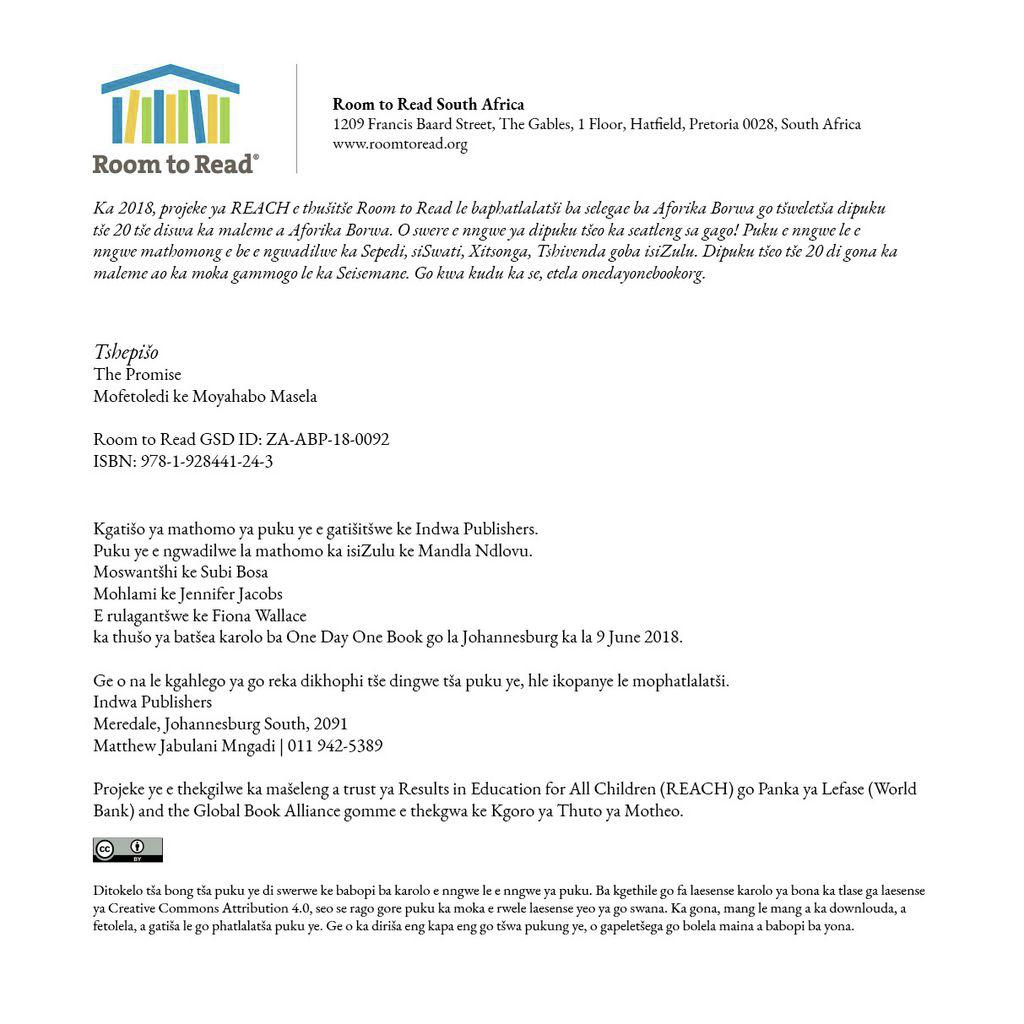 Room to Read®
Room to Read South Africa
1209 Francis Baard Street, The Gables, 1 Floor, Hatfield, Pretoria 0028, South Africa
www.roomtoread.org
Ka 2018, projeke ya REACH e thušitše Room to Read le baphatlalatši ba selegae ba Aforika Borwa go tšweletša dipuku
tše 20 tše diswa ka maleme a Aforika Borwa. O swere e nngwe ya dipuku tšeo ka seatleng sa gago! Puku e nngwe le e
nngwe mathomong e be e ngwadilwe ka Sepedi, siSwati, Xitsonga, Tshivenda goba isiZulu. Dipuku tšeo tše 20 di gona ka
maleme ao ka moka gammogo le ka Seisemane. Go kwa kudu ka se, etela onedayonebookorg.
Tshepišo
The Promise
Mofetoledi ke Moyahabo Masela
Room to Read GSD ID: ZA-ABP-18-0092
ISBN: 978-1-928441-24-3
Kgatišo ya mathomo ya puku ye e gatišitšwe ke Indwa Publishers.
Puku ye e ngwadilwe la mathomo ka isiZulu ke Mandla Ndlovu.
Moswantšhi ke Subi Bosa
Mohlami ke Jennifer Jacobs
E rulagantšwe ke Fiona Wallace
ka thušo ya batšea karolo ba One Day One Book go la Johannesburg ka la 9 June 2018.
Ge o na le kgahlego ya go reka dikhophi tše dingwe tša puku ye, hle ikopanye le mophatlalatši.
Indwa Publishers
Meredale, Johannesburg South, 2091
Matthew Jabulani Mngadi | 011 942-5389
Projeke ye e thekgilwe ka mašeleng a trust ya Results in Education for All Children (REACH) go Panka ya Lefase (World
Bank) and the Global Book Alliance gomme e thekgwa ke Kgoro ya Thuto ya Motheo.
cc BY
Ditokelo tša bong tša puku ye di swerwe ke babopi ba karolo e nngwe le e nngwe ya puku. Ba kgethile go fa laesense karolo ya bona ka tlase ga laesense
ya Creative Commons Attribution 4.0, seo se rago gore puku ka moka e rwele laesense yeo ya go swana. Ka gona, mang le mang a ka downlouda, a
fetolela, a gatiša le go phatlalatša puku ye. Ge o ka diriša eng kapa eng go tšwa pukung ye, o gapeletšega go bolela maina a babopi ba yona.